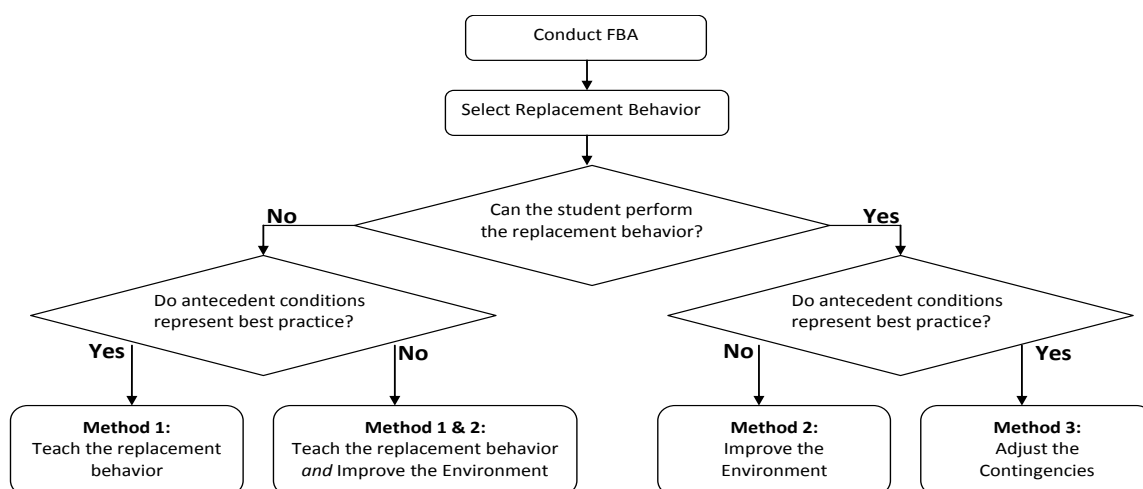 Conduct FBA
Select Replacement Behavior
Can the student perform
the replacement behavior?
No
Yes
Do antecedent conditions
represent best practice?
Do antecedent conditions
represent best practice?
Yes
No
No
Yes
Method 1:
Teach the replacement
behavior
Method 1 & 2:
Teach the replacement behavior
and Improve the Environment
Method 2:
Improve the
Environment
Method 3:
Adjust the
Contingencies